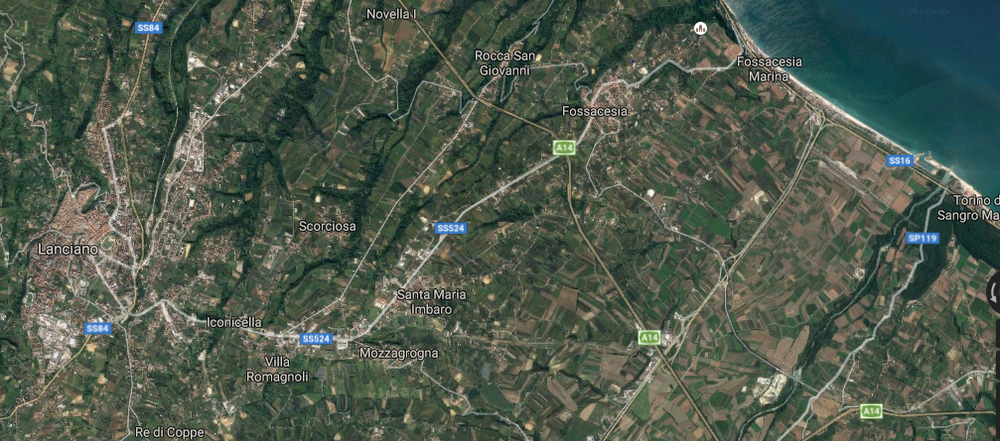 SS84
Novella I
Rocca San
Giovanni
Fossacesia
Marina
Fossacesia
A14
SS16
Torino d
Sangro Ma
SP119
Scorciosa
SS524
Lanciano
Santa Maria
Imbaro
Iconicella
SS84
SS524
A14
Mozzagrogna
Villa
Romagnoli
A14
Re di Coppe